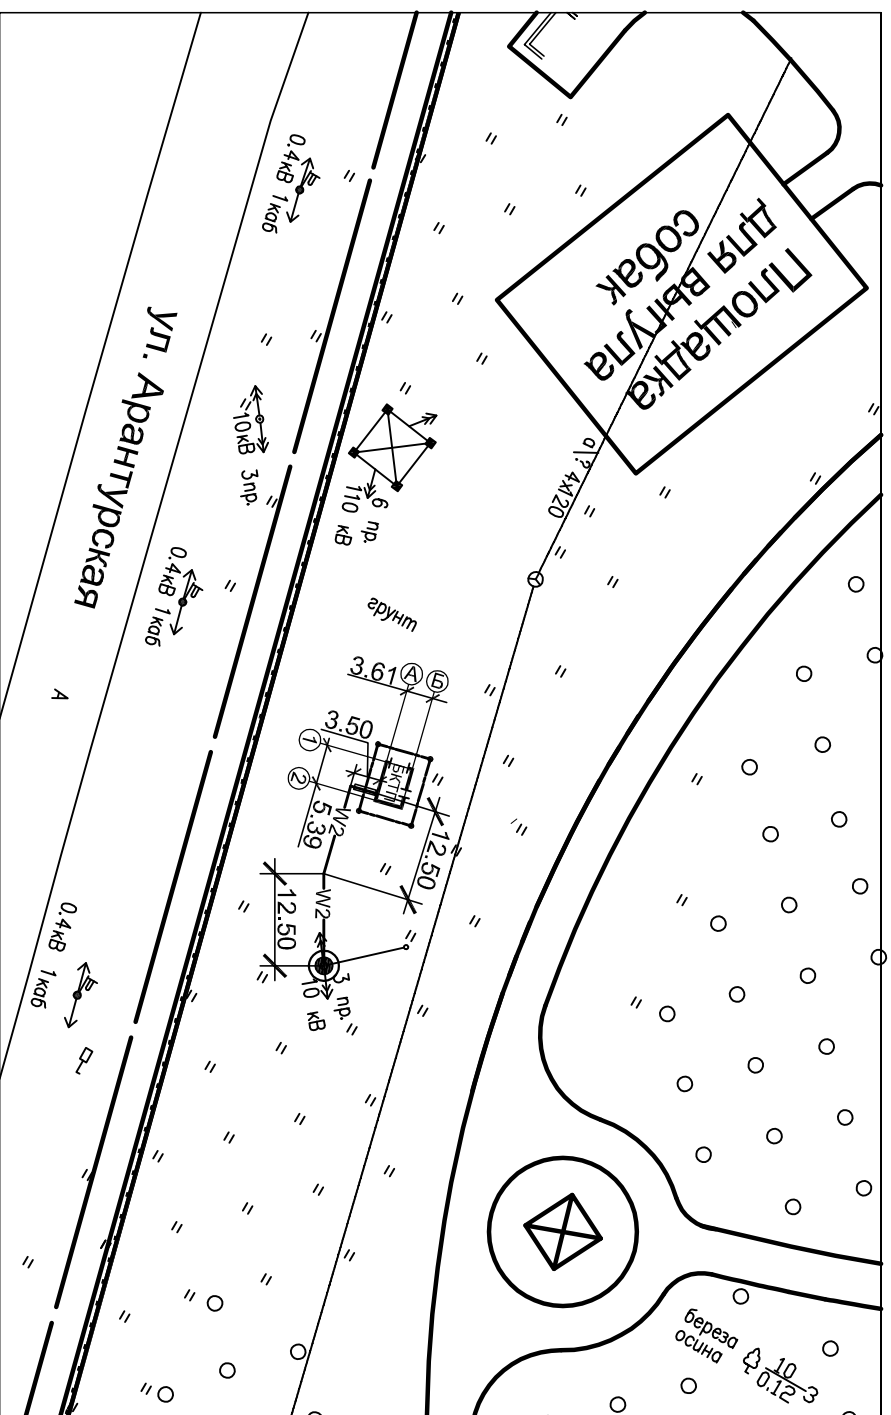 Площадка
для выгула
собак
0.4кВ 1каб
ул. Арантурская
10кВ 3пр.
6 пр.
110 кВ
а\? 4х120
0.4кВ 1каб
грунт
А
3.61
А
Б
3.50
1
2
БКТП
5.39
W2
12.50
W2
12.50
3 пр.
10 кВ
0.4кВ 1каб
береза
осина
10
0.12
3